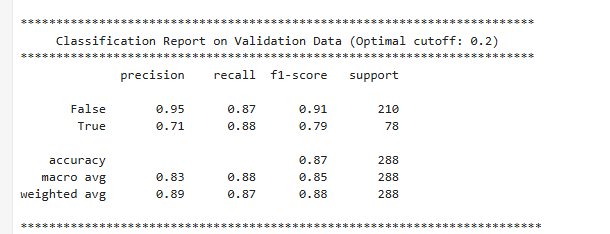 ************************************************************************
Classification Report on Validation Data (Optimal cutoff: 0.2)
************************************************************************
precision recall f1-score support
False 0.95 0.87 0.91 210
True 0.71 0.88 0.79 78
accuracy 0.87 288
macro avg 0.83 0.88 0.85 288
weighted avg 0.89 0.87 0.88 288
*************************************************************************